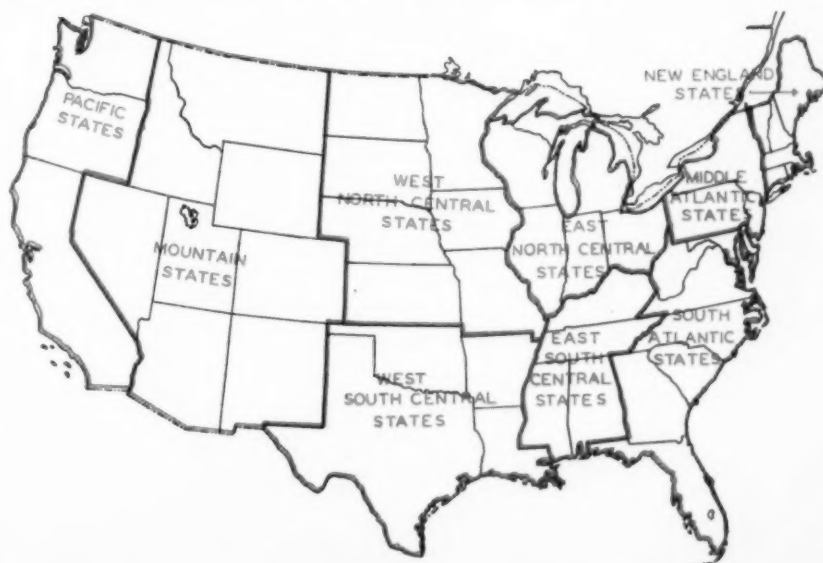 NEW ENGLAND
STATES
PACIFIC
STATES
MIDDLE
ATLANTIC
STATES
WEST
NORTH CENTRAL
STATES
EAST
NORTH CENTRAL
STATES
MOUNTAIN
STATES
SOUTH
ATLANTIC
STATES
EAST
SOUTH
CENTRAL
STATES
WEST
SOUTH CENTRAL
STATES